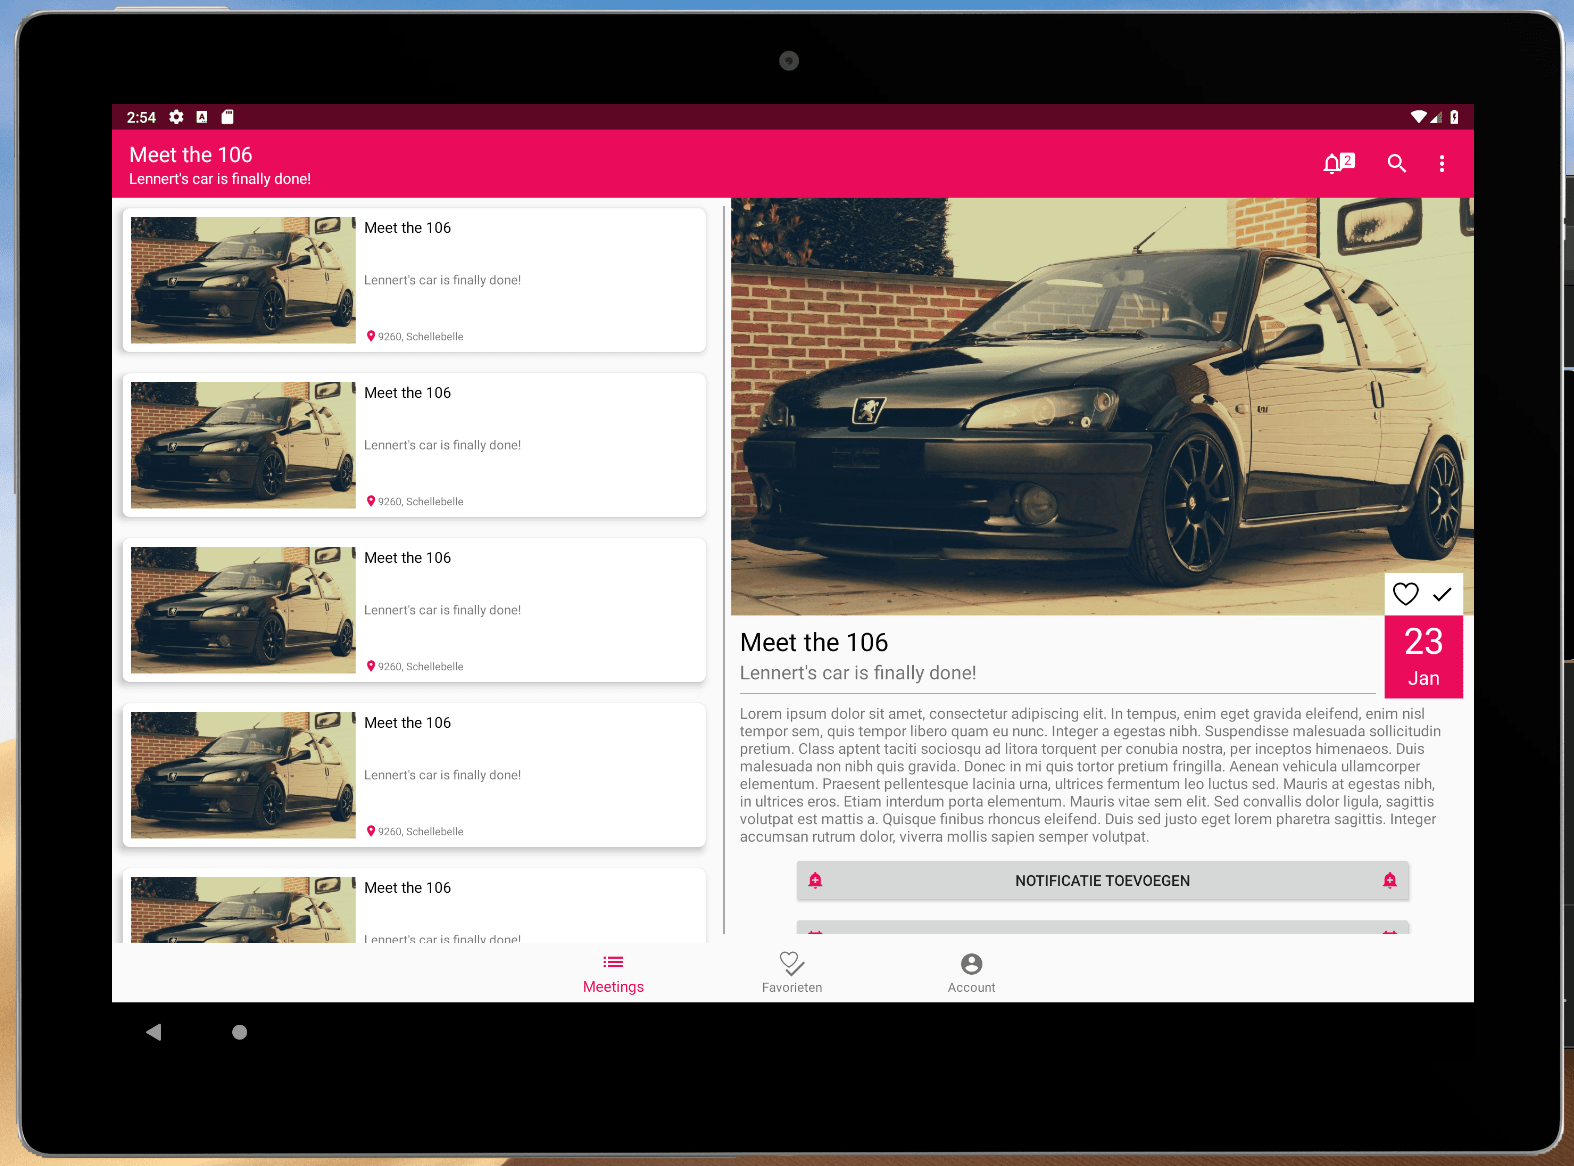 2:54
Meet the 106
Lennert's car is finally done!
2
Meet the 106
Lennert's car is finally done!
9260, Schellebelle
Meet the 106
Lennert's car is finally done!
9260, Schellebelle
Meet the 106
Lennert's car is finally done!
9260, Schellebelle
Meet the 106
Lennert's car is finally done!
9260, Schellebelle
Meet the 106
Lennert's car is finally done!
23
Jan
Meet the 106
Lennert's car is finally done!
Lorem ipsum dolor sit amet, consectetur adipiscing elit. In tempus, enim eget gravida eleifend, enim nisl
tempor sem, quis tempor libero quam eu nunc. Integer a egestas nibh. Suspendisse malesuada sollicitudin
pretium. Class aptent taciti sociosqu ad litora torquent per conubia nostra, per inceptos himenaeos. Duis
malesuada non nibh quis gravida. Donec in mi quis tortor pretium fringilla. Aenean vehicula ullamcorper
elementum. Praesent pellentesque lacinia urna, ultrices fermentum leo luctus sed. Mauris at egestas nibh,
in ultrices eros. Etiam interdum porta elementum. Mauris vitae sem elit. Sed convallis dolor ligula, sagittis
volutpat est mattis a. Quisque finibus rhoncus eleifend. Duis sed justo eget lorem pharetra sagittis. Integer
accumsan rutrum dolor, viverra mollis sapien semper volutpat.
NOTIFICATIE TOEVOEGEN
Meetings
Favorieten
Account